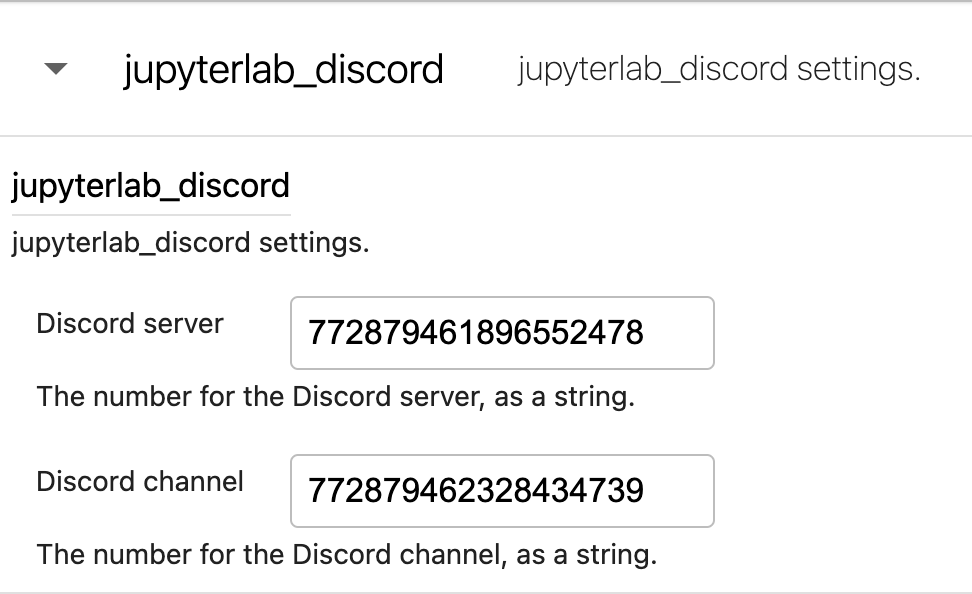 jupyterlab_discord jupyterlab_discord settings.
jupyterlab_discord
jupyterlab_discord settings.
Discord server 772879461896552478
The number for the Discord server, as a string.
Discord channel 772879462328434739
The number for the Discord channel, as a string.